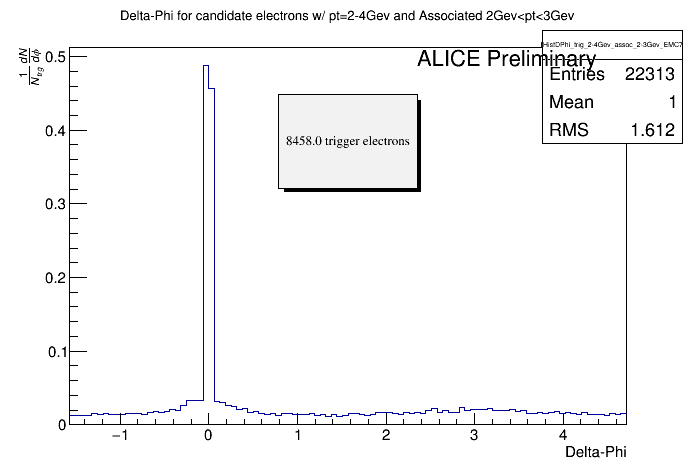 Delta-Phi for candidate electrons w/ pt=2-4Gev and Associated 2Gev<pt<3Gev
ALICE Preliminary
HistDPhi_trig_2-4Gev_assoc_2-3Gev_EMC7
Entries 22313
Mean 1
RMS 1.612
8458.0 trigger electrons
1/N_trg dN/dϕ
0.5
0.4
0.3
0.2
0.1
0
−1 0 1 2 3 4
Delta-Phi